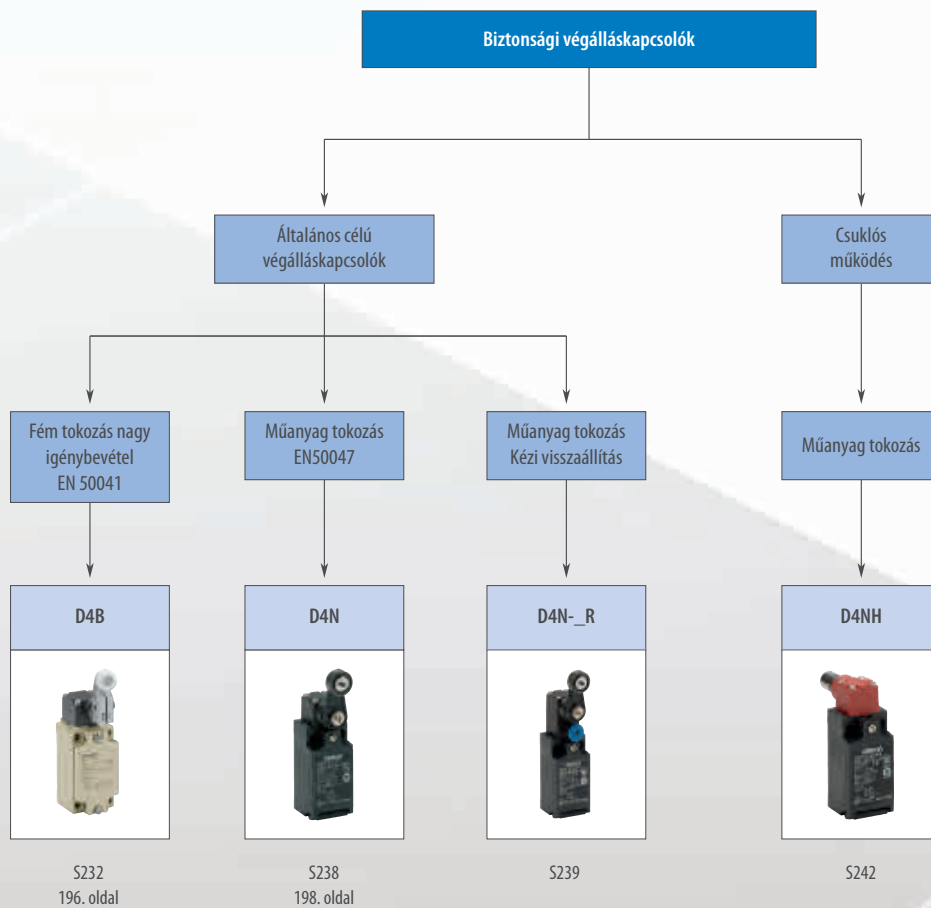 Biztonsági végálláskapcsolók
Általános célú
végálláskapcsolók
Csuklós
működés
Fém tokozás nagy
igénybevétel
EN 50041
Műanyag tokozás
EN50047
Műanyag tokozás
Kézi visszaállítás
Műanyag tokozás
D4B
D4N
D4N-_R
D4NH
S232
196. oldal
S238
198. oldal
S239
S242